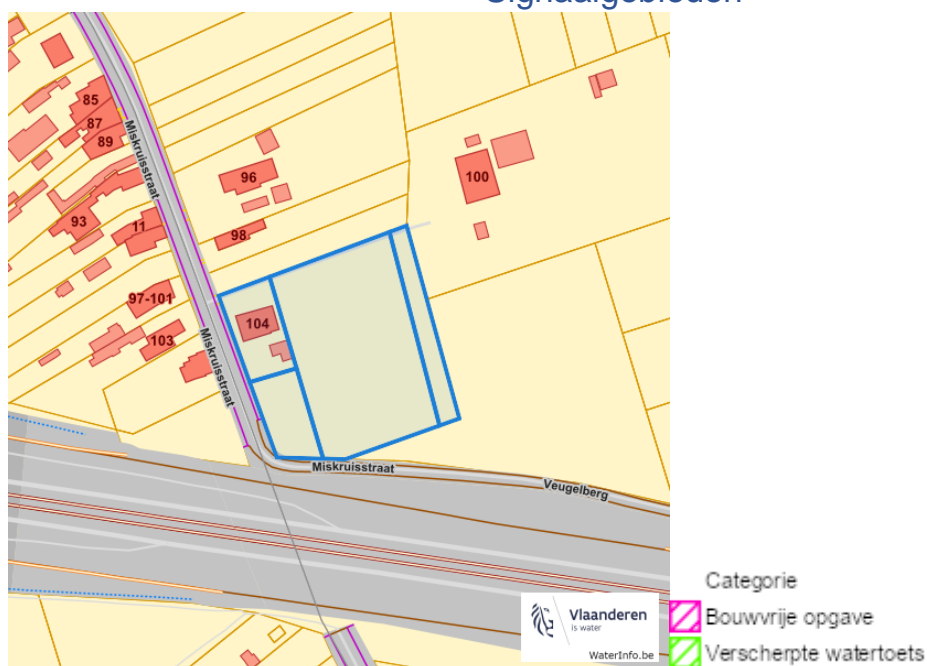 Signaalgebieden
85
87
89
Miskruisstraat
96
100
93
11
98
97-101
104
103
Miskruisstraat
Miskruisstraat
Veugelberg
Categorie
Vlaanderen
is water
Bouwvrije opgave
WaterInfo.be
Verscherpte watertoets